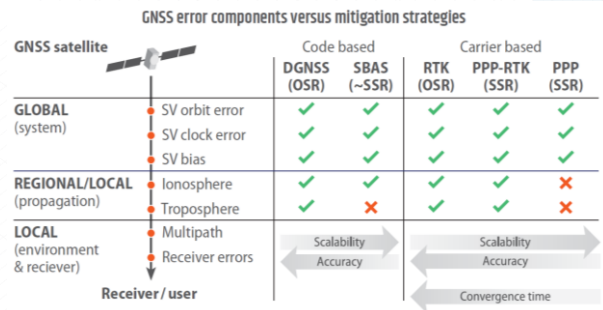 GNSS error components versus mitigation strategies
GNSS satellite
Code based
Carrier based
DGNSS (OSR)
SBAS (~SSR)
RTK (OSR)
PPP-RTK (SSR)
PPP (SSR)
GLOBAL (system)
SV orbit error
SV clock error
SV bias
REGIONAL/LOCAL (propagation)
Ionosphere
Troposphere
LOCAL (environment & reciever)
Multipath
Receiver errors
Scalability
Accuracy
Scalability
Accuracy
Convergence time
Receiver / user